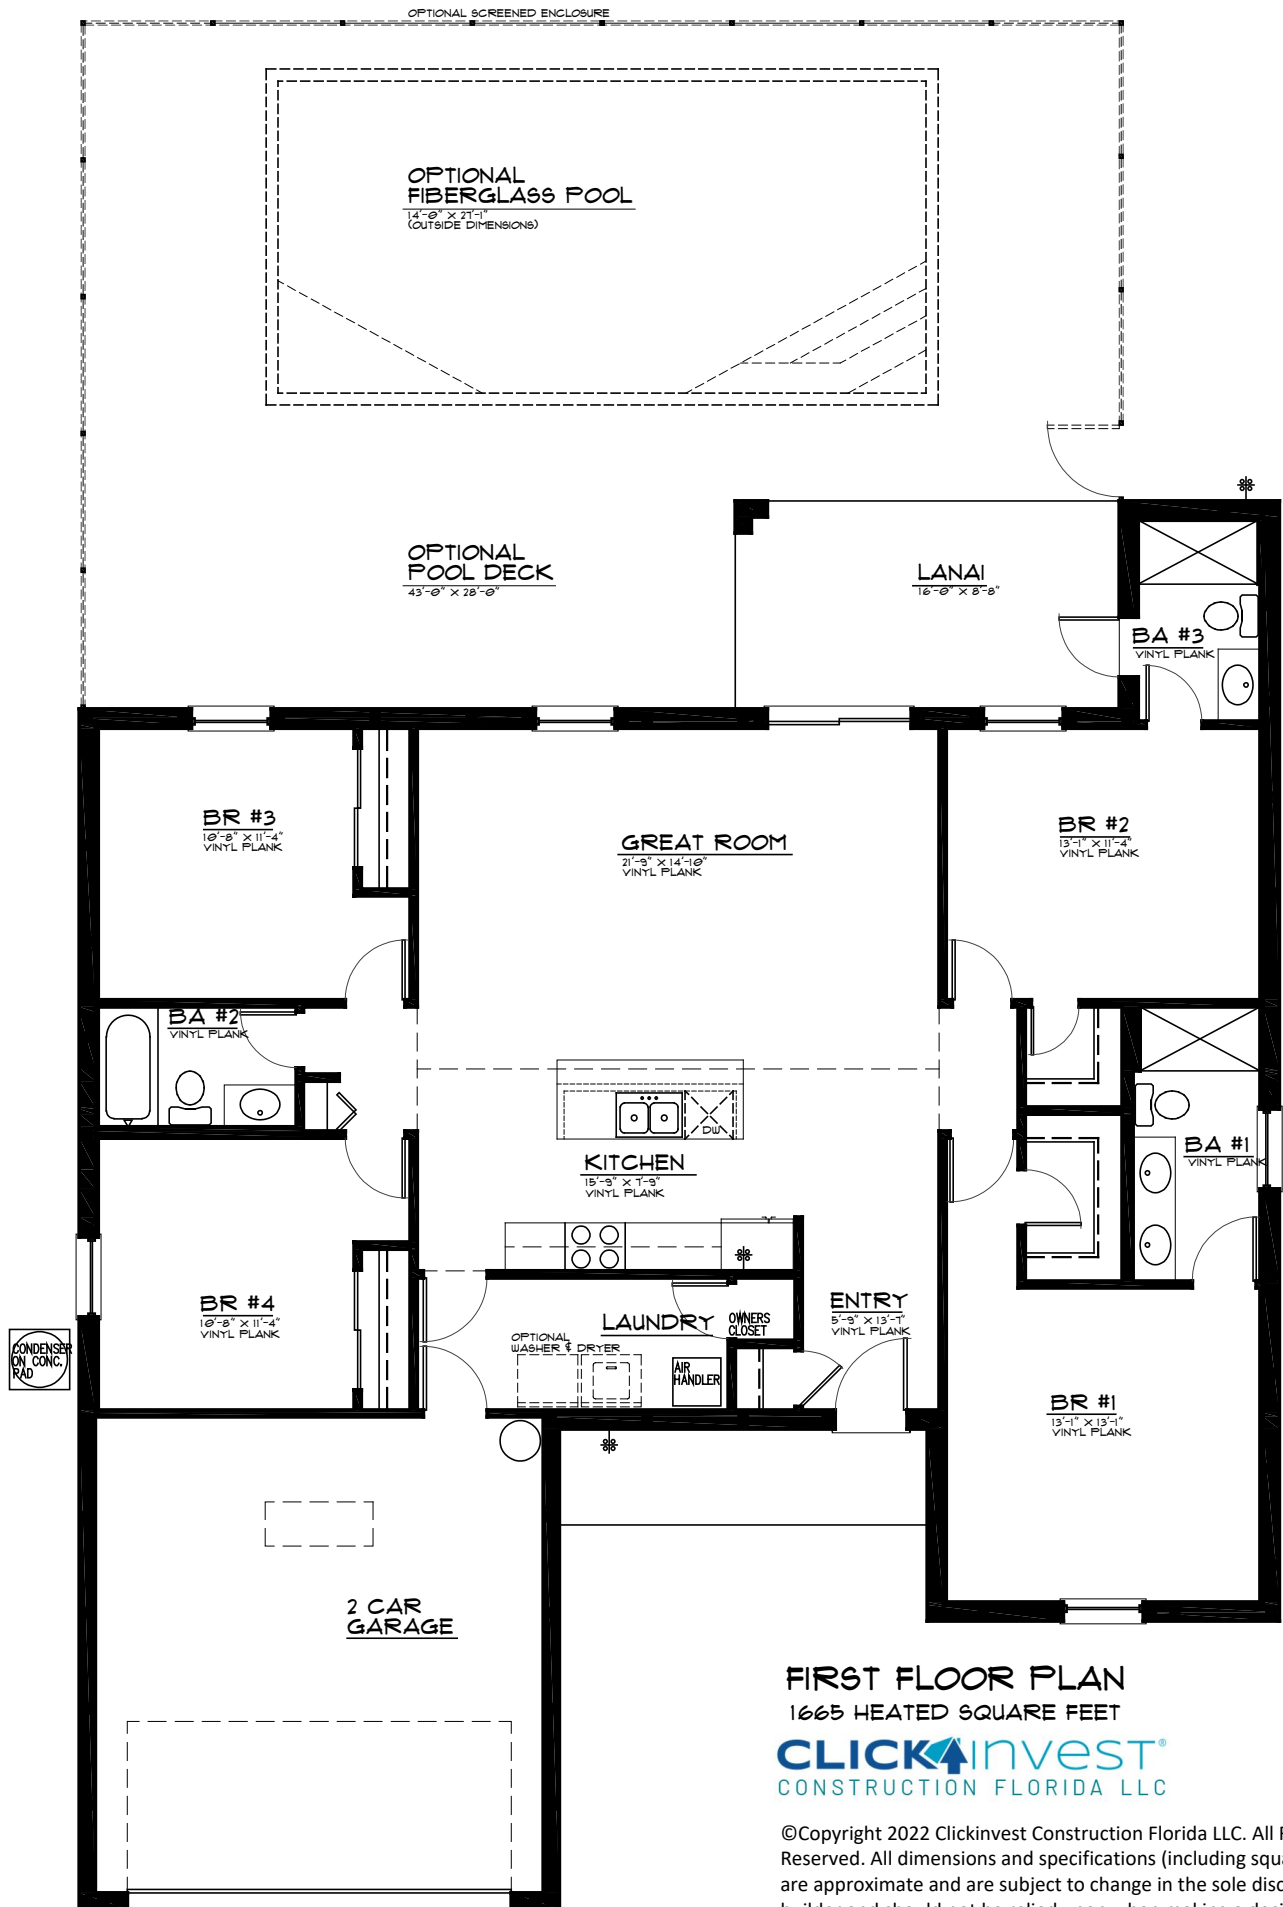 OPTIONAL SCREENED ENCLOSURE
OPTIONAL
FIBERGLASS POOL
14'-0" X 27'-1"
(OUTSIDE DIMENSIONS)
OPTIONAL
POOL DECK
43'-0" X 28'-0"
LANAI
16'-0" X 8'-8"
BA #3
VINYL PLANK
BR #3
10'-8" X 11'-4"
VINYL PLANK
GREAT ROOM
21'-9" X 14'-10"
VINYL PLANK
BR #2
13'-1" X 11'-4"
VINYL PLANK
BA #2
VINYL PLANK
DW
KITCHEN
15'-9" X 7'-9"
VINYL PLANK
BA #1
VINYL PLANK
BR #4
10'-8" X 11'-4"
VINYL PLANK
CONDENSER
ON CONC.
PAD
LAUNDRY
OPTIONAL
WASHER & DRYER
OWNERS
CLOSET
AIR
HANDLER
ENTRY
5'-9" X 13'-7"
VINYL PLANK
BR #1
13'-1" X 13'-1"
VINYL PLANK
2 CAR
GARAGE
FIRST FLOOR PLAN
1665 HEATED SQUARE FEET
CLICK INVEST®
CONSTRUCTION FLORIDA LLC
©Copyright 2022 Clickinvest Construction Florida LLC. All
Reserved. All dimensions and specifications (including
are approximate and are subject to change in the sole